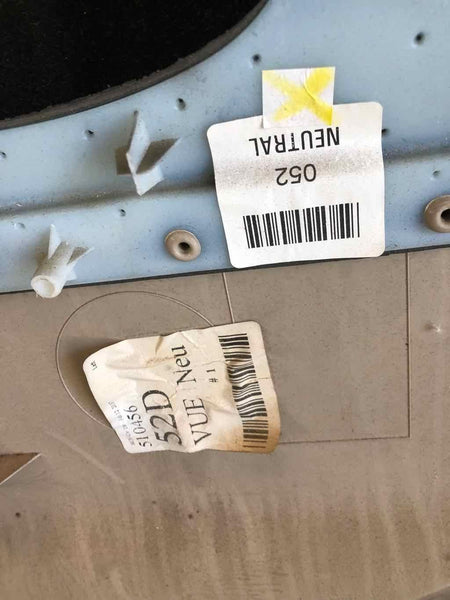 NEUTRAL
052
510456
52D
VUE Neu
# 1